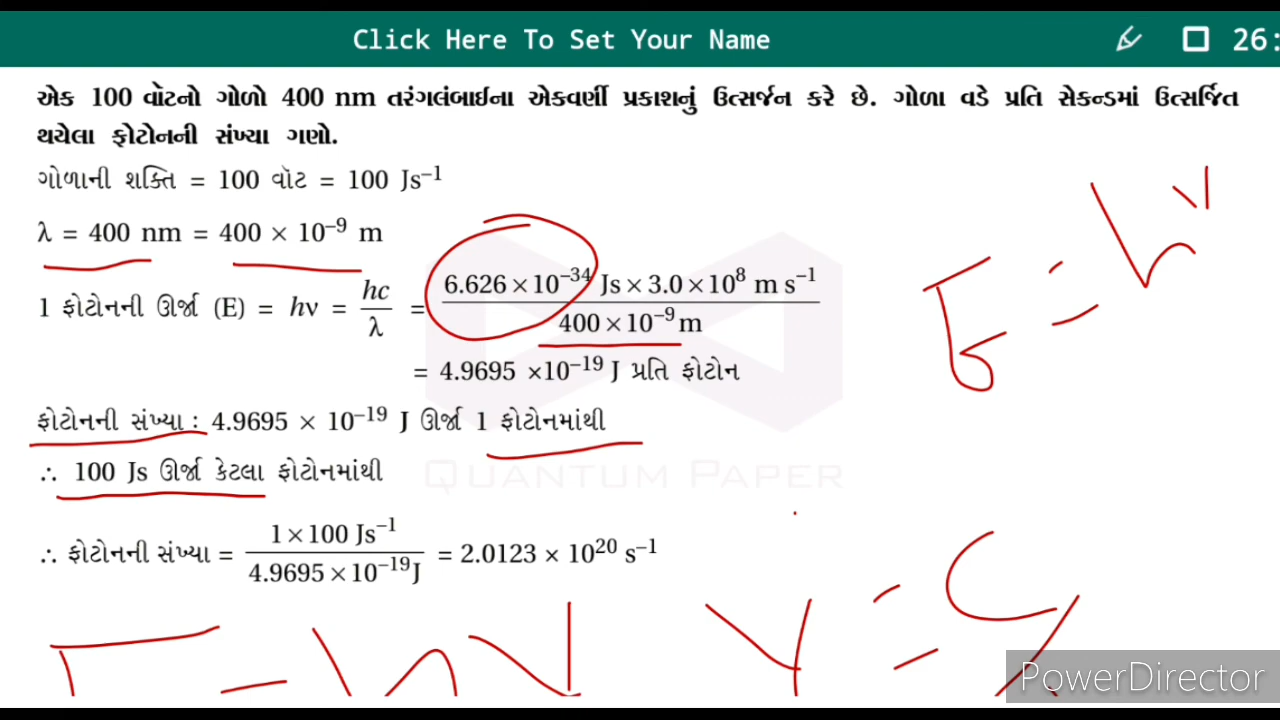 Click Here To Set Your Name
26:
એક 100 વૉટનો ગોળો 400 nm તરંગલંબાઈના એકવર્ણી પ્રકાશનું ઉત્સર્જન કરે છે. ગોળા વડે પ્રતિ સેકન્ડમાં ઉત્સર્જિત
થયેલા ફોટોનની સંખ્યા ગણો.
ગોળાની શક્તિ = 100 વૉટ = 100 Js⁻¹
λ = 400 nm = 400 × 10⁻⁹ m
1 ફોટોનની ઊર્જા (E) = hν = hc/λ = 6.626 × 10⁻³⁴ Js × 3.0 × 10⁸ m s⁻¹ / 400 × 10⁻⁹ m
= 4.9695 ×10⁻¹⁹ J પ્રતિ ફોટોન
ફોટોનની સંખ્યા : 4.9695 × 10⁻¹⁹ J ઊર્જા 1 ફોટોનમાંથી
∴ 100 Js ઊર્જા કેટલા ફોટોનમાંથી
QUANTUM PAPER
∴ ફોટોનની સંખ્યા = 1 × 100 Js⁻¹ / 4.9695 × 10⁻¹⁹ J = 2.0123 × 10²⁰ s⁻¹
E = hν
E = hν
PowerDirector